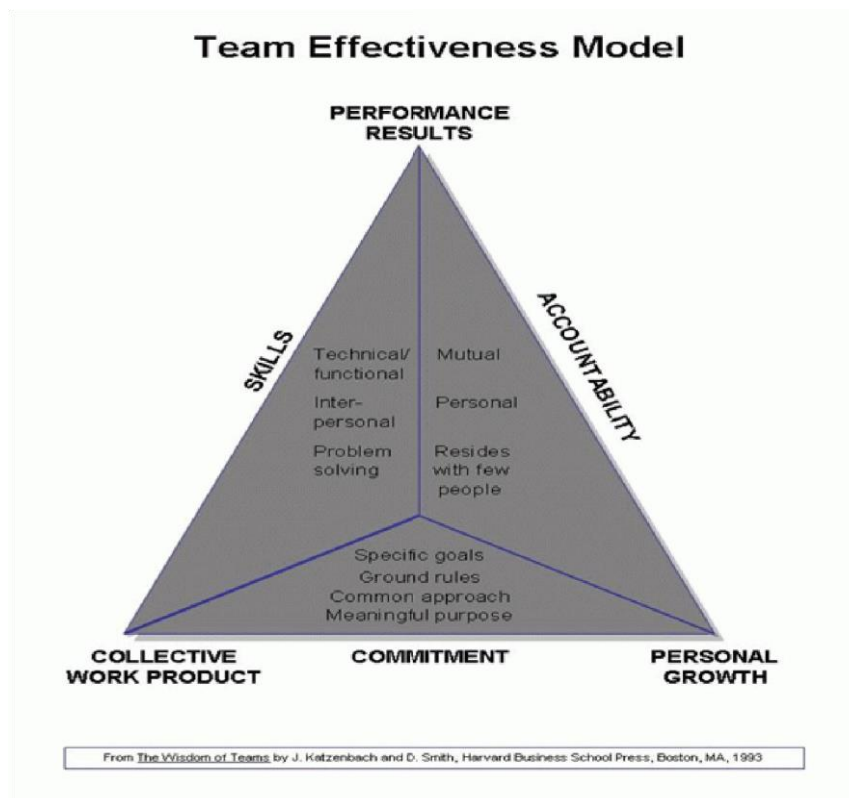 Team Effectiveness Model
PERFORMANCE
RESULTS
SKILLS
ACCOUNTABILITY
Technical/
functional
Inter-
personal
Problem
solving
Mutual
Personal
Resides
with few
people
Specific goals
Ground rules
Common approach
Meaningful purpose
COLLECTIVE
WORK PRODUCT
COMMITMENT
PERSONAL
GROWTH
From The Wisdom of Teams by J. Katzenbach and D. Smith, Harvard Business School Press, Boston, MA, 1993